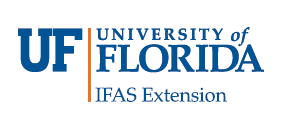 UF
UNIVERSITY of
FLORIDA
IFAS Extension